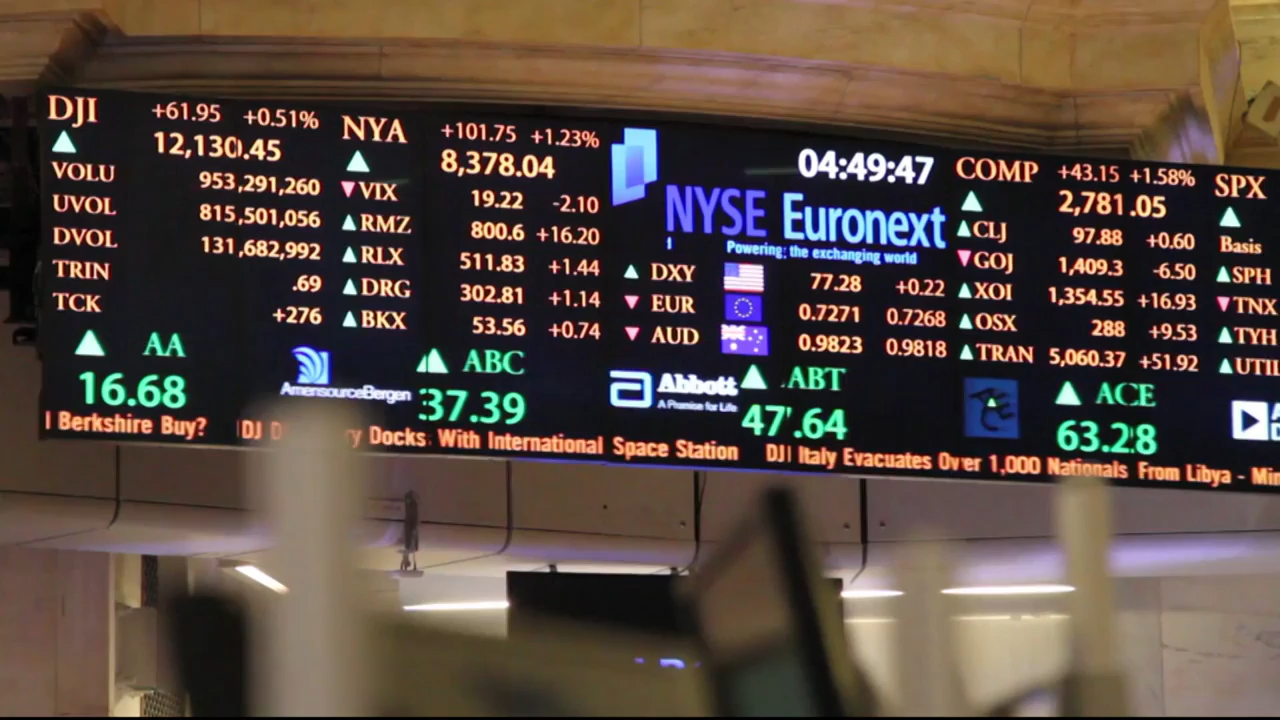 DJI +61.95 +0.51%
12,130.45
VOLU 953,291,260
UVOL 815,501,056
DVOL 131,682,992
TRIN .69
TCK +276
NYA +101.75 +1.23%
8,378.04
VIX 19.22 -2.10
RMZ 800.6 +16.20
RLX 511.83 +1.44
DRG 302.81 +1.14
BKX 53.56 +0.74
04:49:47
NYSE Euronext
Powering the exchanging world
DXY 77.28 +0.22
EUR 0.7271 0.7268
AUD 0.9823 0.9818
COMP +43.15 +1.58%
2,781.05
CLJ 97.88 +0.60
GOJ 1,409.3 -6.50
XOI 1,354.55 +16.93
OSX 288 +9.53
TRAN 5,060.37 +51.92
SPX
Basis
SPH
TNX
TYH
UTIL
AA
16.68
AmerisourceBergen
ABC
37.39
Abbott
A Promise for Life
ABT
47.64
ACE
63.28
Berkshire Buy? DJ Docks With International Space Station DJ Italy Evacuates Over 1,000 Nationals From Libya -